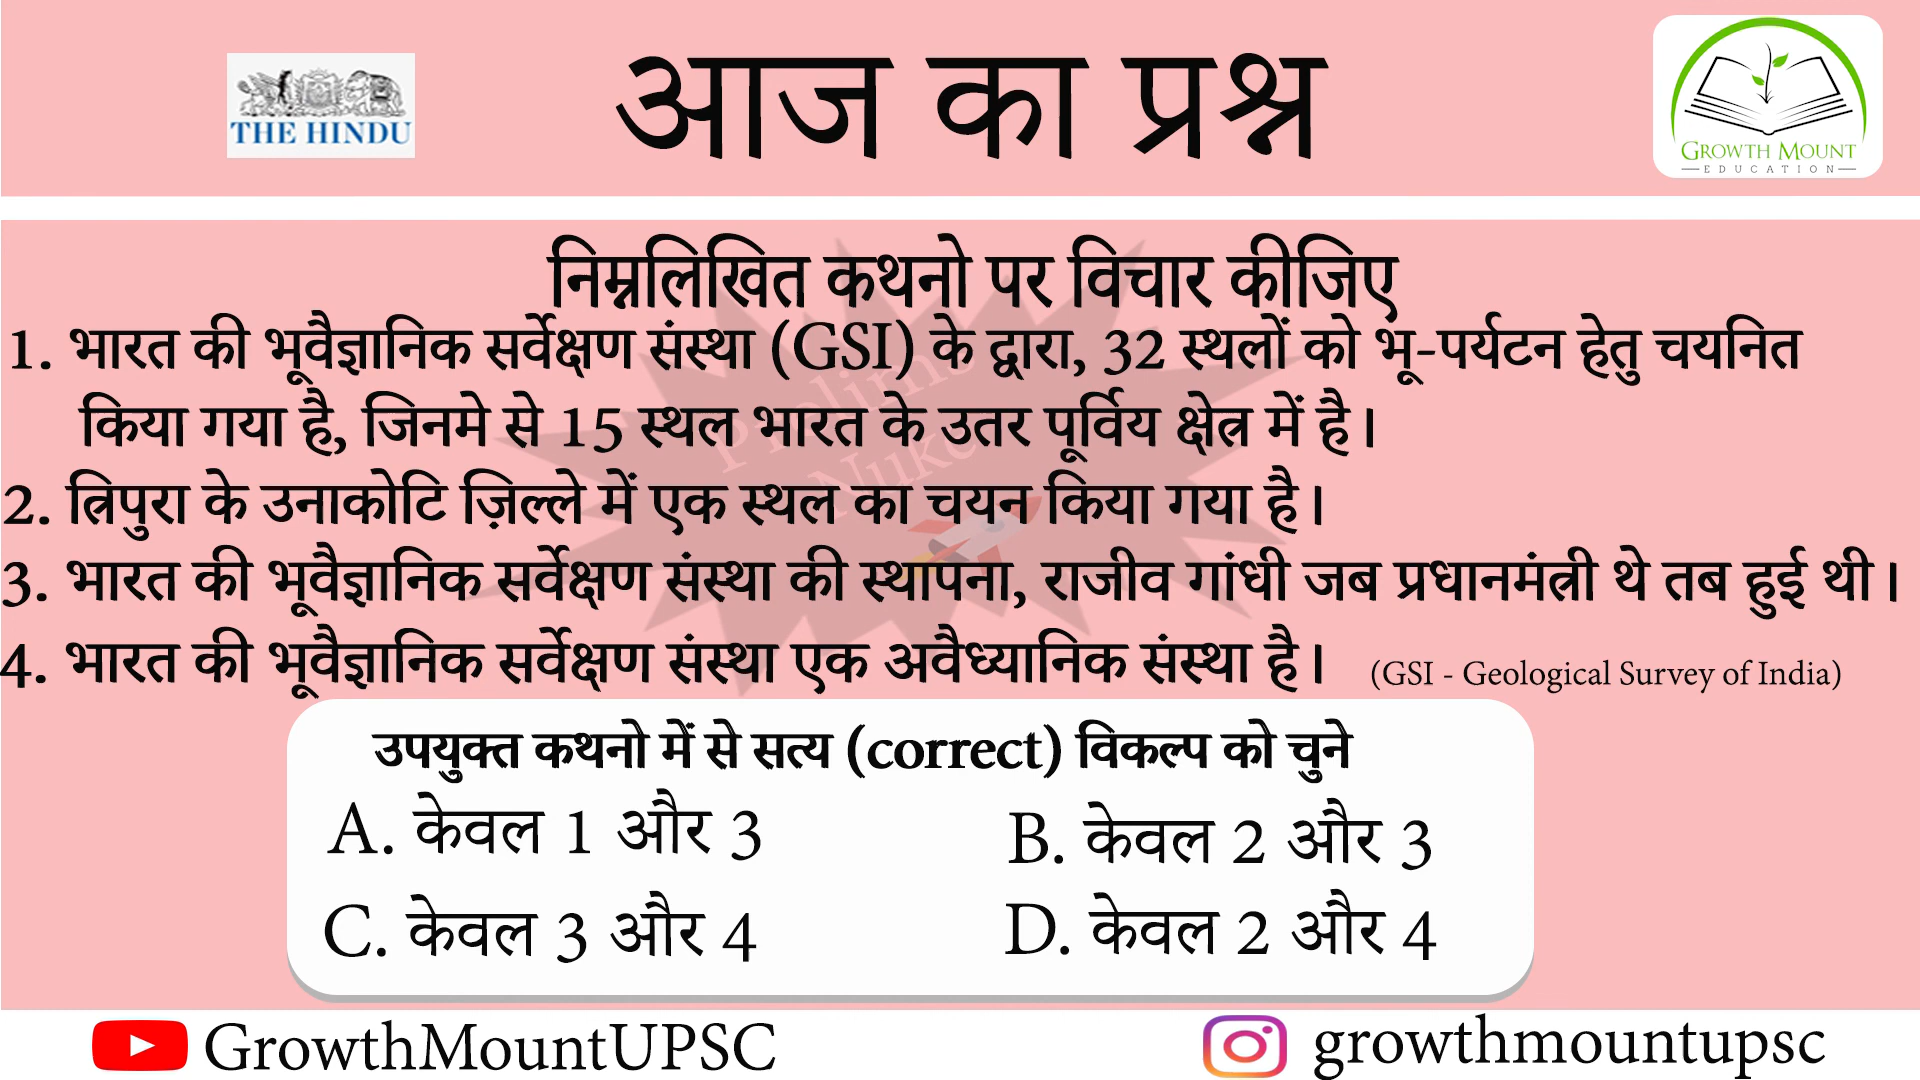 THE HINDU
आज का प्रश्न
GROWTH MOUNT
EDUCATION
निम्नलिखित कथनो पर विचार कीजिए
1. भारत की भूवैज्ञानिक सर्वेक्षण संस्था (GSI) के द्वारा, 32 स्थलों को भू-पर्यटन हेतु चयनित
किया गया है, जिनमे से 15 स्थल भारत के उतर पूर्विय क्षेत्र में है।
2. त्रिपुरा के उनाकोटि ज़िल्ले में एक स्थल का चयन किया गया है।
3. भारत की भूवैज्ञानिक सर्वेक्षण संस्था की स्थापना, राजीव गांधी जब प्रधानमंत्री थे तब हुई थी।
4. भारत की भूवैज्ञानिक सर्वेक्षण संस्था एक अवैध्यानिक संस्था है। (GSI - Geological Survey of India)
Prelims
Nuke
उपयुक्त कथनो में से सत्य (correct) विकल्प को चुने
A. केवल 1 और 3
B. केवल 2 और 3
C. केवल 3 और 4
D. केवल 2 और 4
GrowthMountUPSC
growthmountupsc